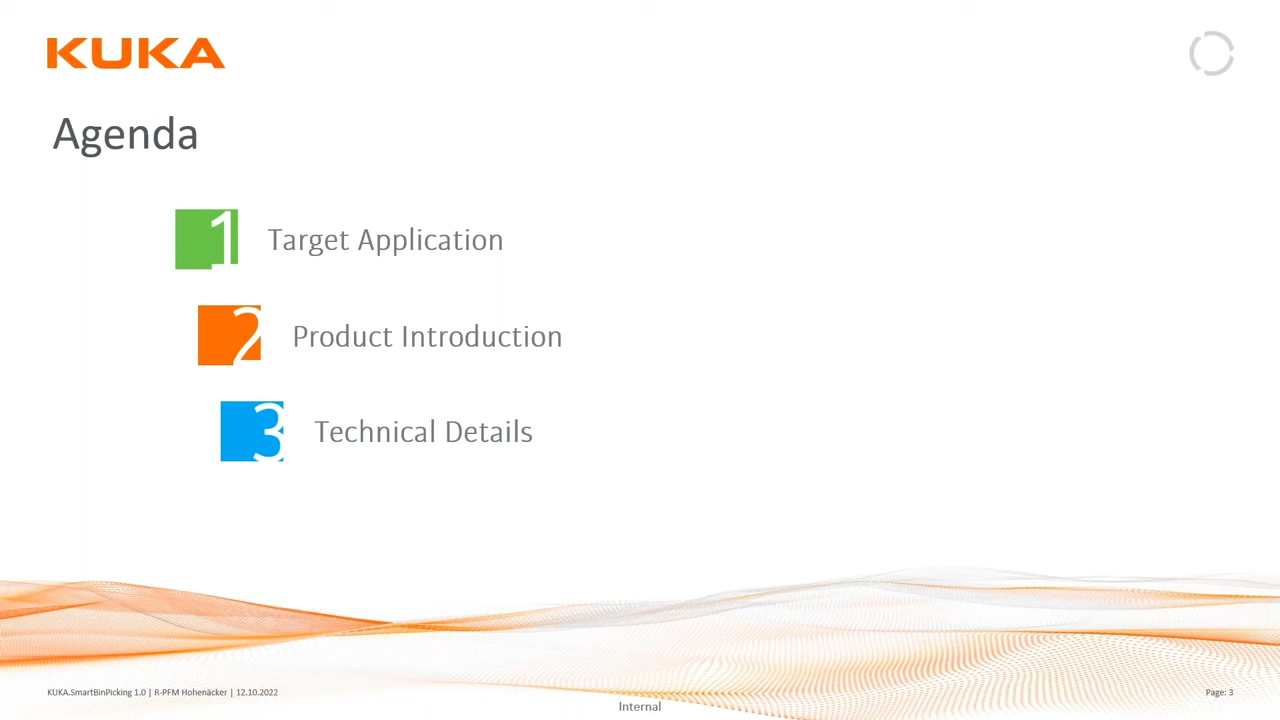 KUKA
Agenda
1 Target Application
2 Product Introduction
3 Technical Details
KUKA.SmartBinPicking 1.0 | R-PFM Hohenäcker | 12.10.2022
Page: 3
Internal